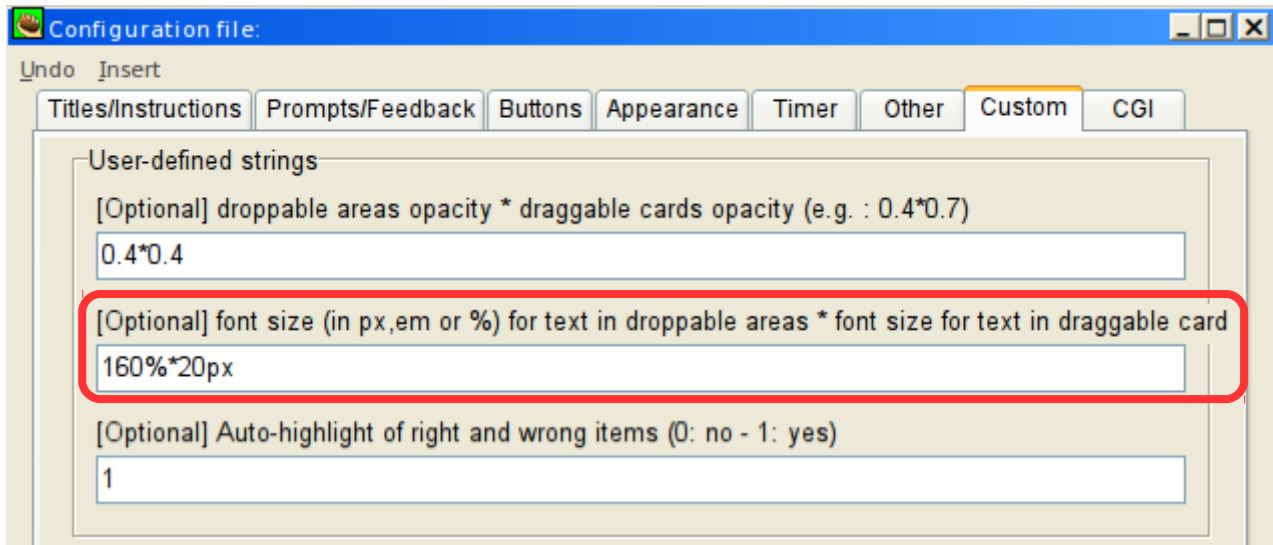 Configuration file:
Undo Insert
Titles/Instructions Prompts/Feedback Buttons Appearance Timer Other Custom CGI
User-defined strings
[Optional] droppable areas opacity * draggable cards opacity (e.g. : 0.4*0.7)
0.4*0.4
[Optional] font size (in px,em or %) for text in droppable areas * font size for text in draggable card
160%*20px
[Optional] Auto-highlight of right and wrong items (0: no - 1: yes)
1